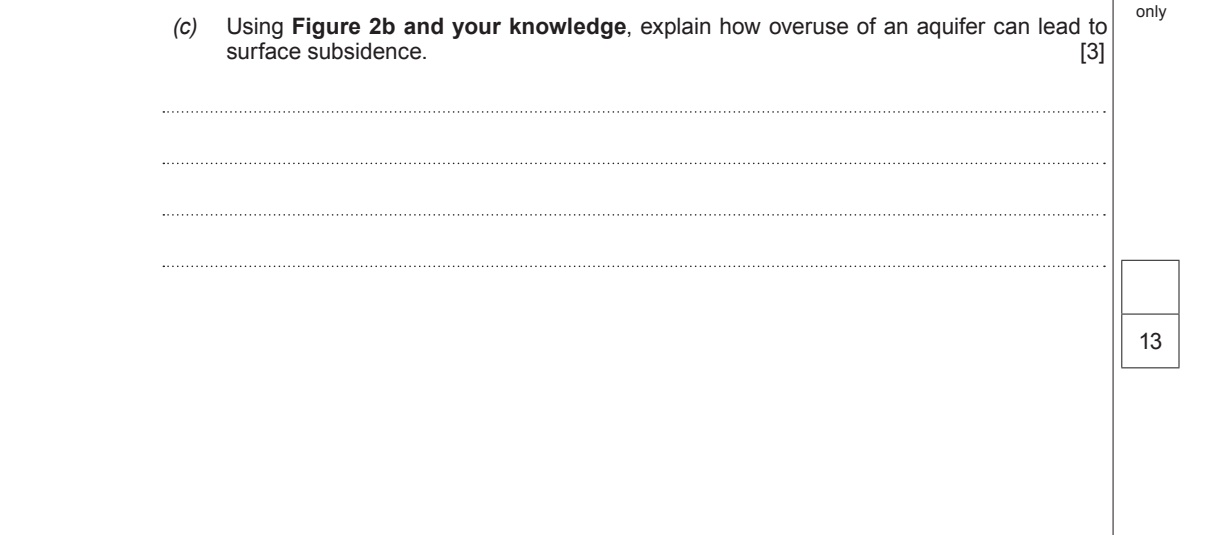 only
(c) Using Figure 2b and your knowledge, explain how overuse of an aquifer can lead to
surface subsidence. [3]
13